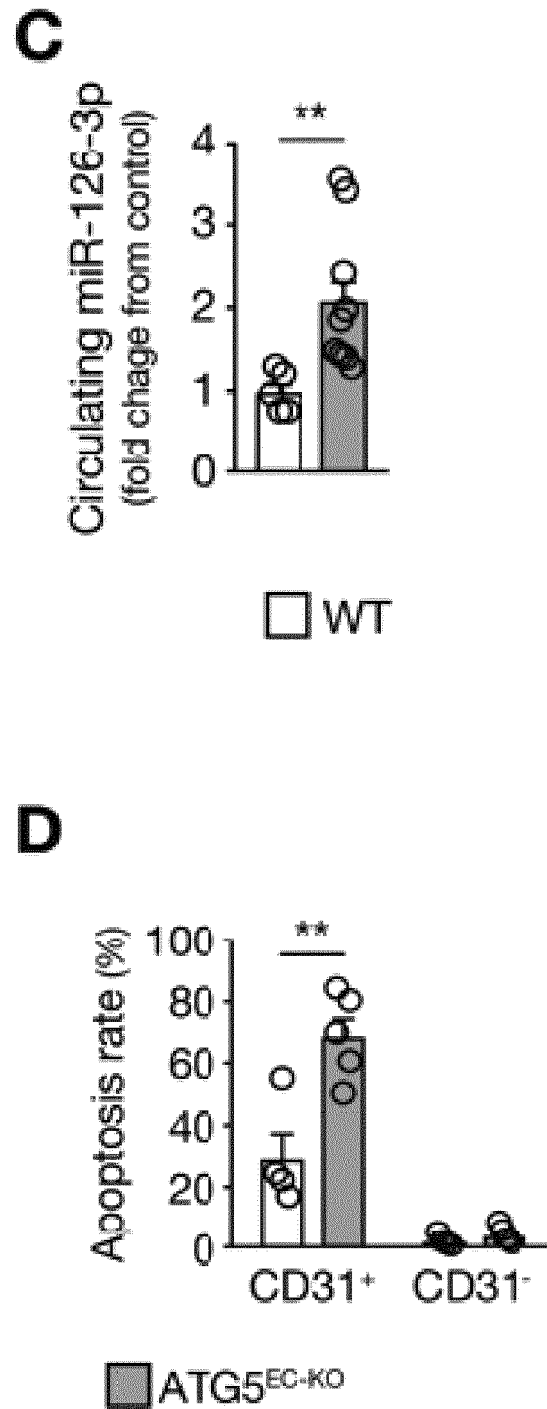 C
Circulating miR-126-3p
(fold chage from control)
**
4
3
2
1
0
WT
D
Apoptosis rate (%)
**
100
80
60
40
20
0
CD31+ CD31-
ATG5EC-KO